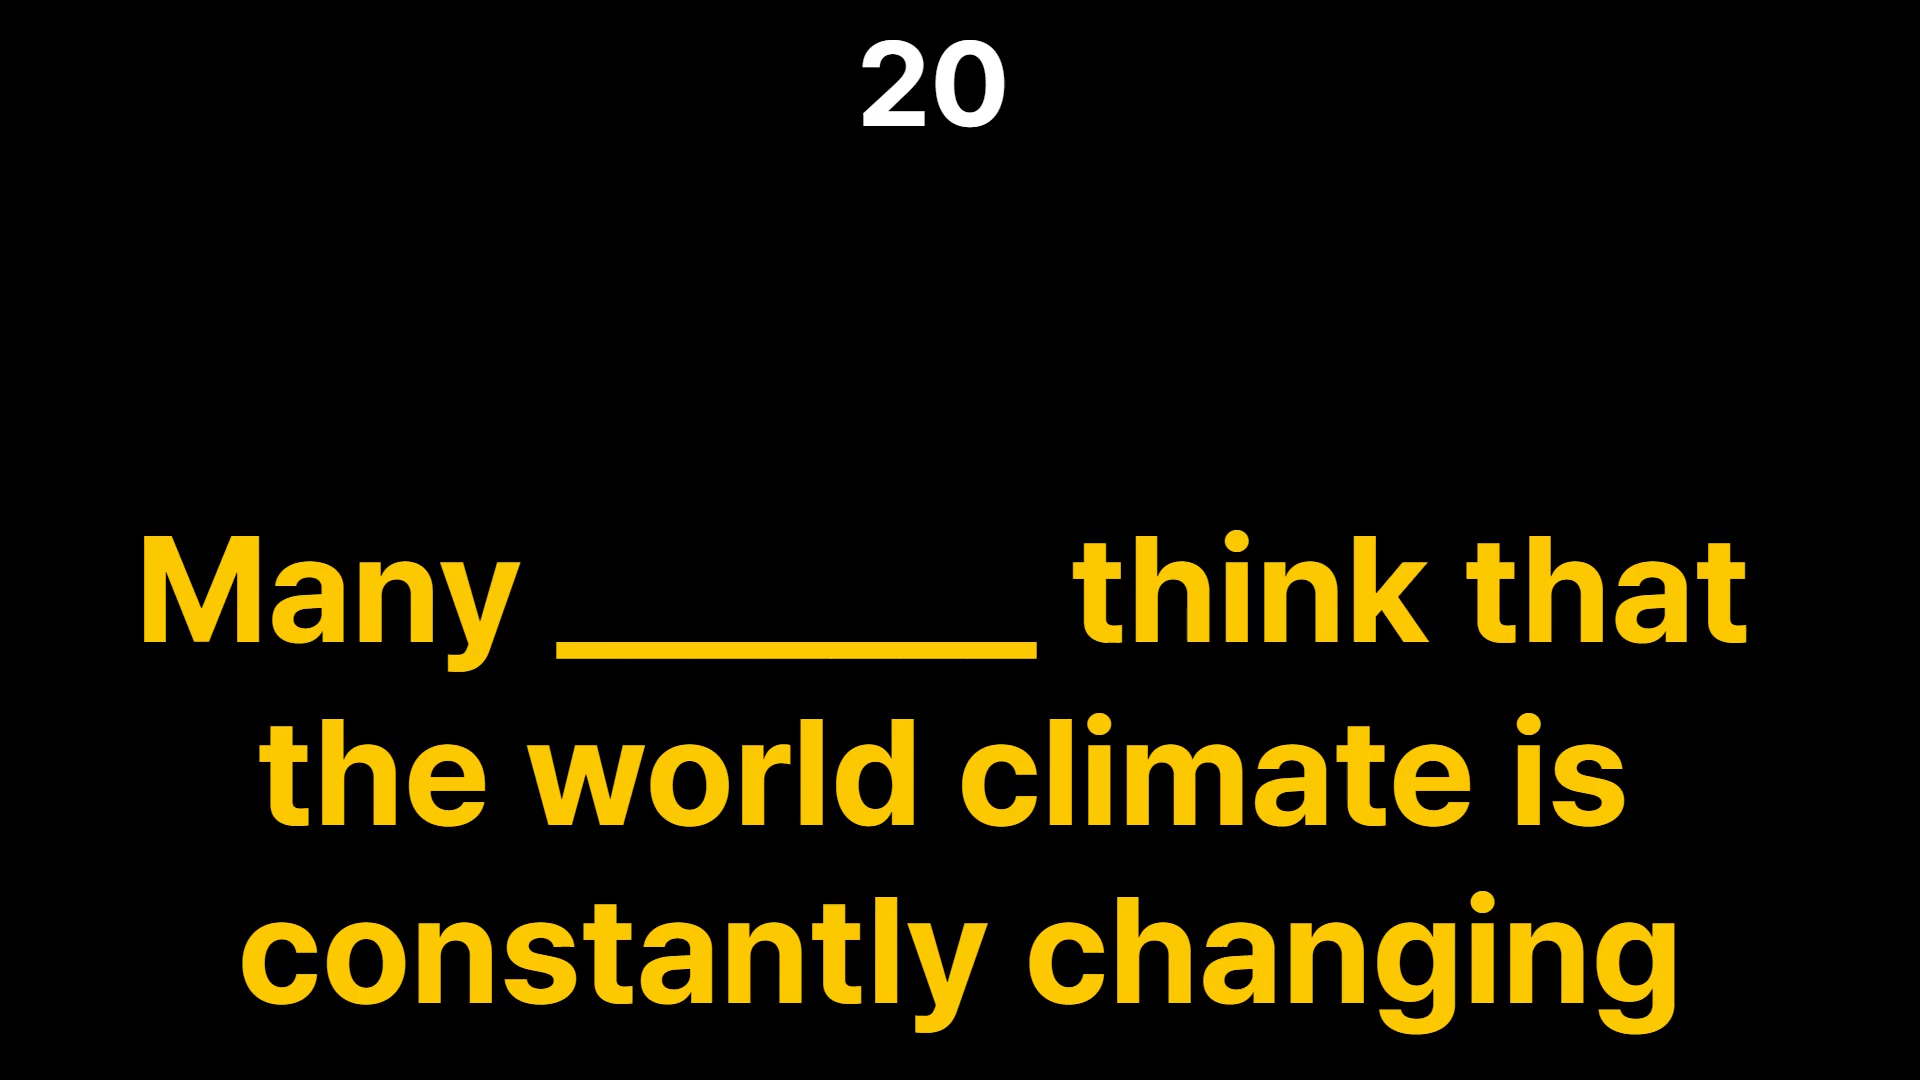 20
Many _______ think that
the world climate is
constantly changing